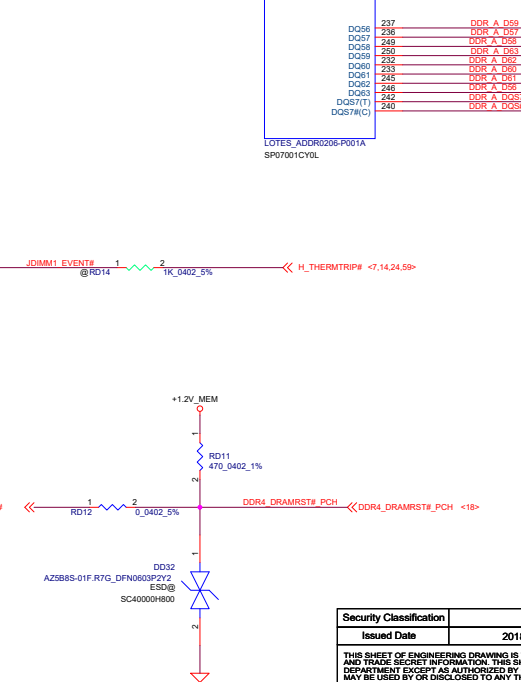 DQ56 237 DDR_A_D59
DQ57 236 DDR_A_D57
DQ58 249 DDR_A_D58
DQ59 250 DDR_A_D63
DQ60 232 DDR_A_D62
DQ61 233 DDR_A_D60
DQ62 245 DDR_A_D61
DQ63 246 DDR_A_D56
DQS7(T) 242 DDR_A_DQS
DQS7#(C) 240 DDR_A_DQS
LOTES_ADDR0206-P001A
SP07001CY0L
JDIMM1_EVENT# 1 2 H_THERMTRIP# <7,14,24,59>
@RD14 1K_0402_5%
+1.2V_MEM
1
RD11
470_0402_1%
2
# 1 2 DDR4_DRAMRST#_PCH DDR4_DRAMRST#_PCH <18>
RD12 0_0402_5%
1
DD32
AZ5B8S-01F.R7G_DFN0603P2Y2
ESD@
SC40000H800
2
Security Classification
Issued Date 2018
THIS SHEET OF ENGINEERING DRAWING IS
AND TRADE SECRET INFORMATION. THIS SH
DEPARTMENT EXCEPT AS AUTHORIZED BY
MAY BE USED BY OR DISCLOSED TO ANY TH